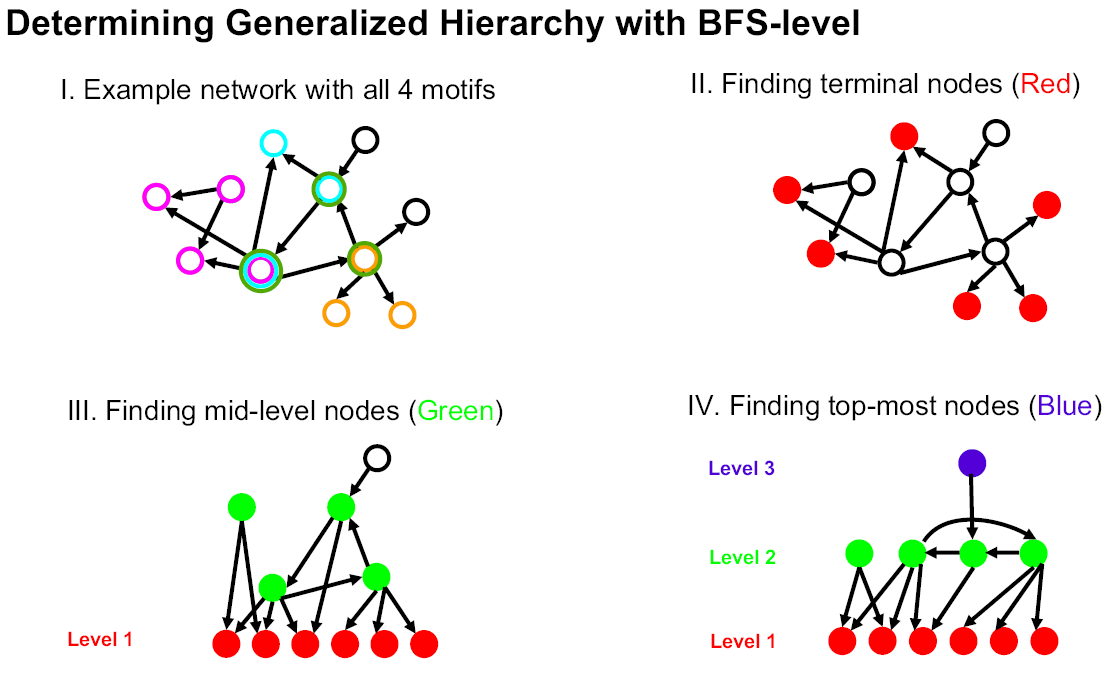 Determining Generalized Hierarchy with BFS-level
I. Example network with all 4 motifs
II. Finding terminal nodes (Red)
III. Finding mid-level nodes (Green)
Level 1
IV. Finding top-most nodes (Blue)
Level 3
Level 2
Level 1